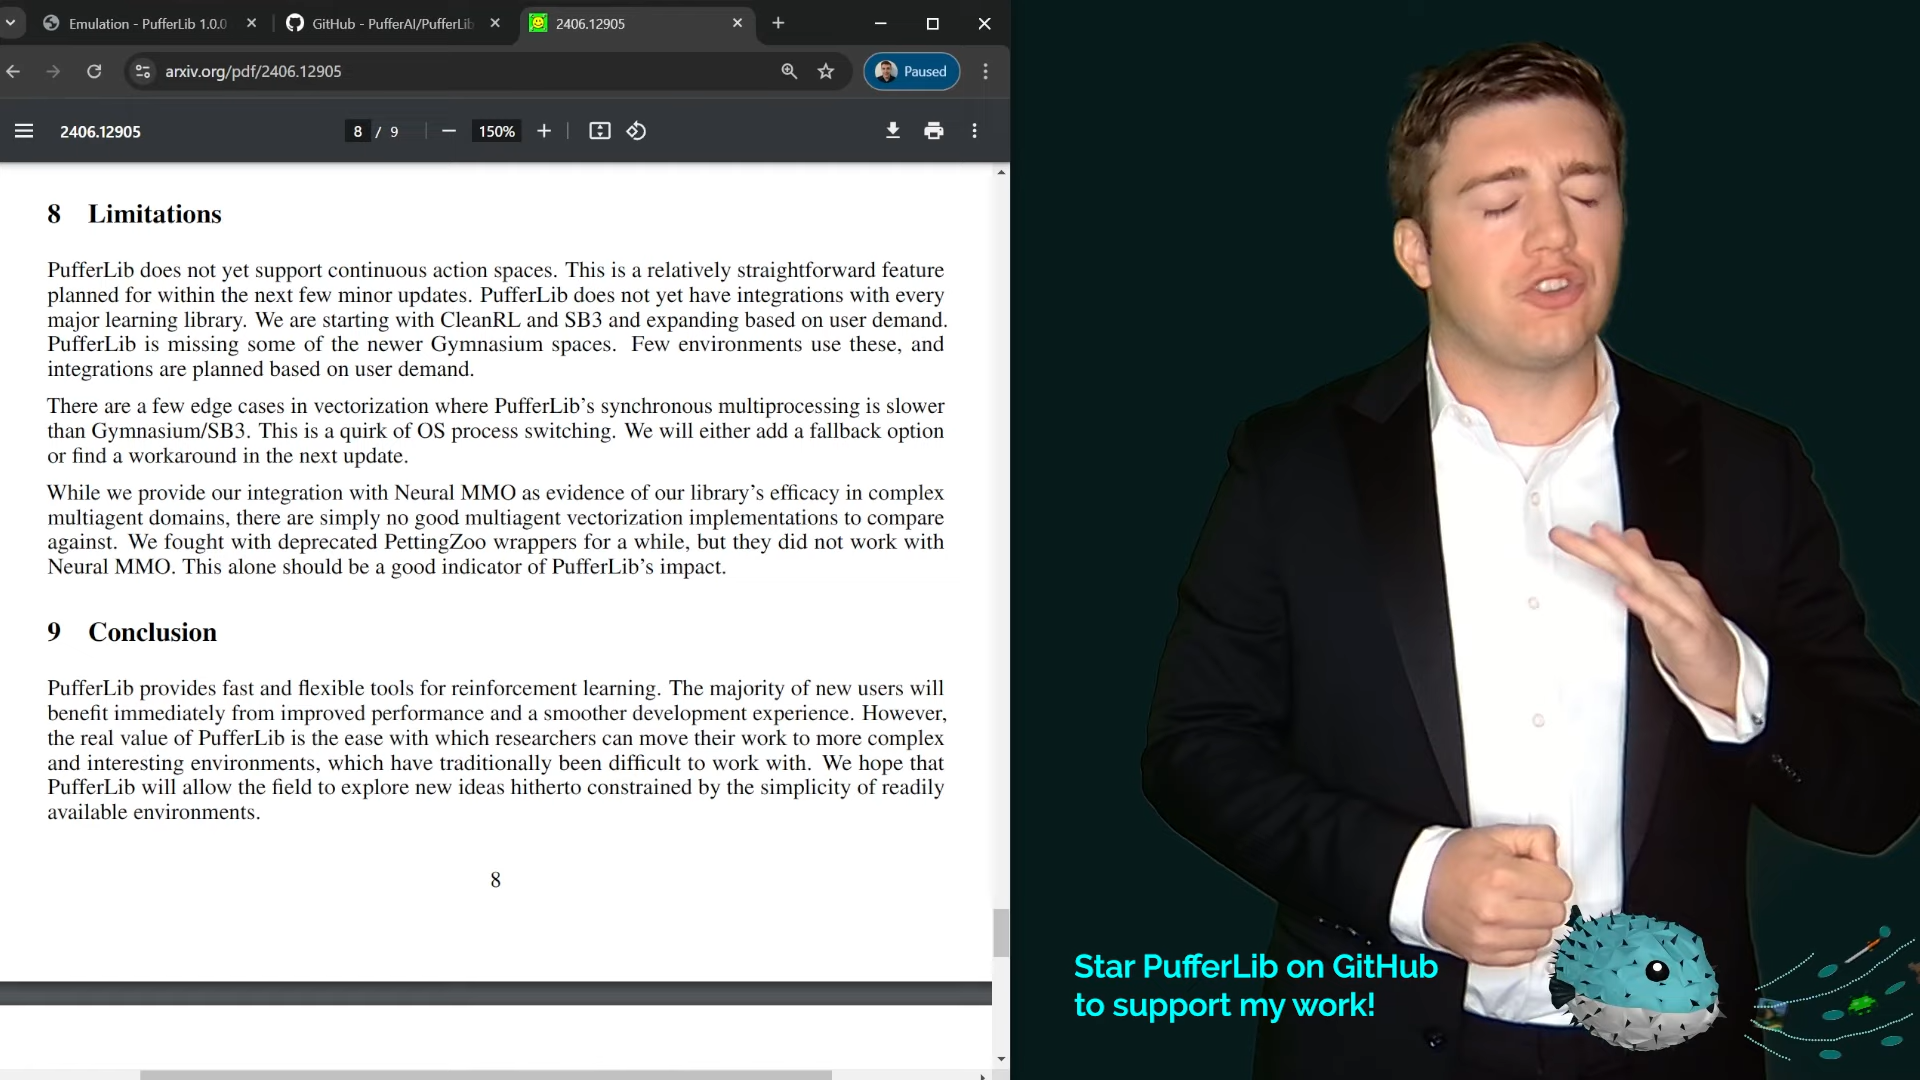 Emulation - PufferLib 1.0.0
GitHub - PufferAI/PufferLib
2406.12905
arxiv.org/pdf/2406.12905
Paused
2406.12905
8 / 9
150%
8 Limitations
PufferLib does not yet support continuous action spaces. This is a relatively straightforward feature
planned for within the next few minor updates. PufferLib does not yet have integrations with every
major learning library. We are starting with CleanRL and SB3 and expanding based on user demand.
PufferLib is missing some of the newer Gymnasium spaces. Few environments use these, and
integrations are planned based on user demand.
There are a few edge cases in vectorization where PufferLib's synchronous multiprocessing is slower
than Gymnasium/SB3. This is a quirk of OS process switching. We will either add a fallback option
or find a workaround in the next update.
While we provide our integration with Neural MMO as evidence of our library's efficacy in complex
multiagent domains, there are simply no good multiagent vectorization implementations to compare
against. We fought with deprecated PettingZoo wrappers for a while, but they did not work with
Neural MMO. This alone should be a good indicator of PufferLib's impact.
9 Conclusion
PufferLib provides fast and flexible tools for reinforcement learning. The majority of new users will
benefit immediately from improved performance and a smoother development experience. However,
the real value of PufferLib is the ease with which researchers can move their work to more complex
and interesting environments, which have traditionally been difficult to work with. We hope that
PufferLib will allow the field to explore new ideas hitherto constrained by the simplicity of readily
available environments.
8
Star PufferLib on GitHub
to support my work!